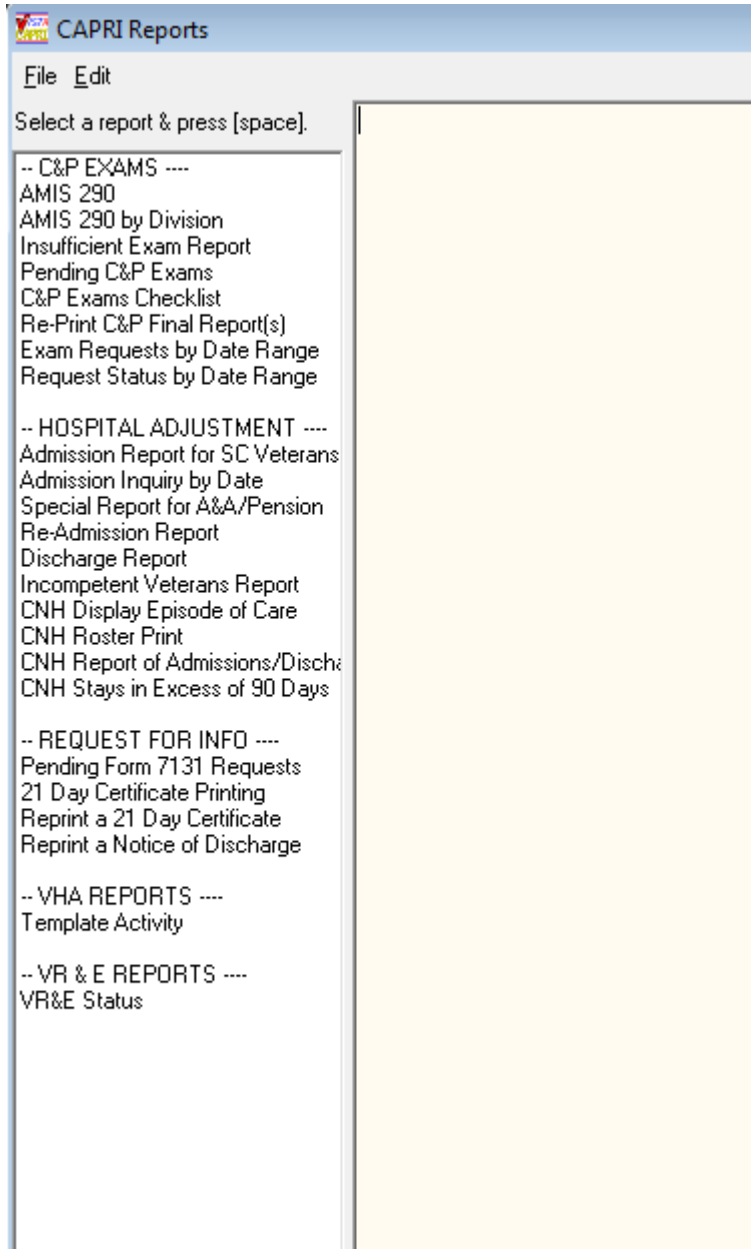 CAPRI Reports
File Edit
Select a report & press [space].
-- C&P EXAMS ----
AMIS 290
AMIS 290 by Division
Insufficient Exam Report
Pending C&P Exams
C&P Exams Checklist
Re-Print C&P Final Report(s)
Exam Requests by Date Range
Request Status by Date Range
-- HOSPITAL ADJUSTMENT ----
Admission Report for SC Veterans
Admission Inquiry by Date
Special Report for A&A/Pension
Re-Admission Report
Discharge Report
Incompetent Veterans Report
CNH Display Episode of Care
CNH Roster Print
CNH Report of Admissions/Discha
CNH Stays in Excess of 90 Days
-- REQUEST FOR INFO ----
Pending Form 7131 Requests
21 Day Certificate Printing
Reprint a 21 Day Certificate
Reprint a Notice of Discharge
-- VHA REPORTS ----
Template Activity
-- VR & E REPORTS ----
VR&E Status